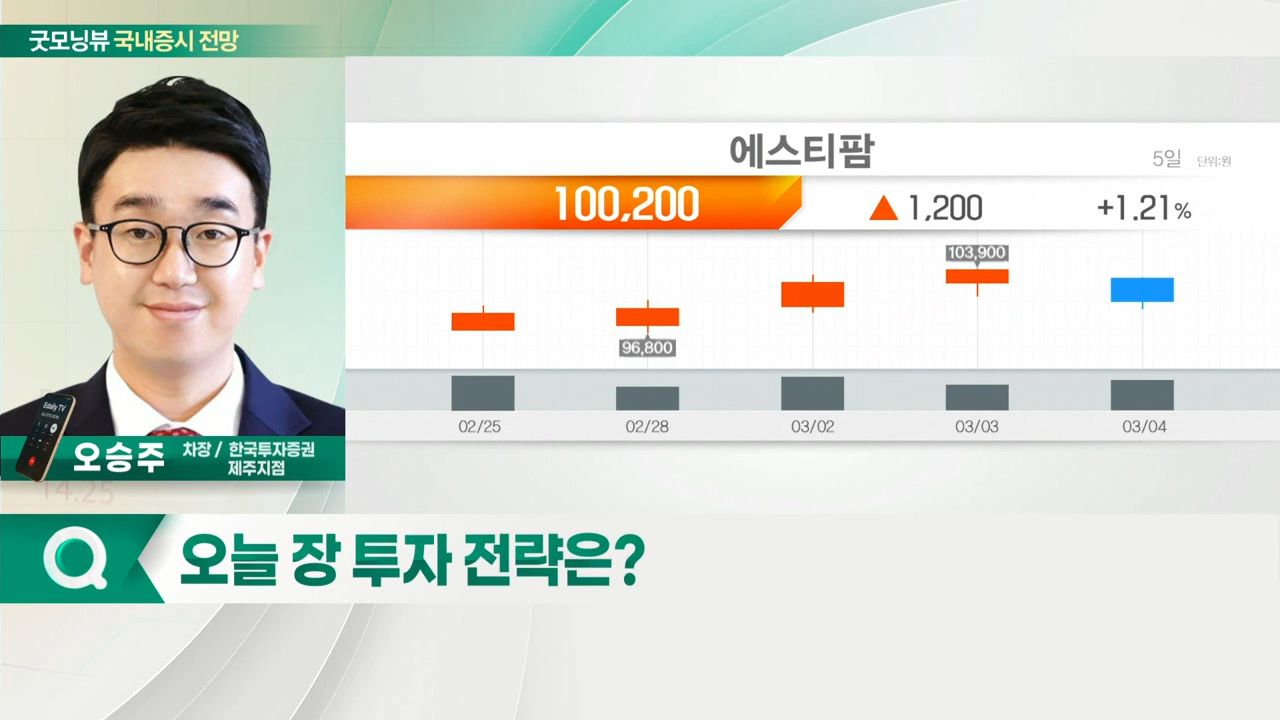 굿모닝뷰 국내증시 전망
에스티팜
5일 단위:원
100,200 ▲ 1,200 +1.21%
103,900
96,800
02/25 02/28 03/02 03/03 03/04
Edaily TV
오승주 차장 / 한국투자증권
제주지점
14.25
Q 오늘 장 투자 전략은?